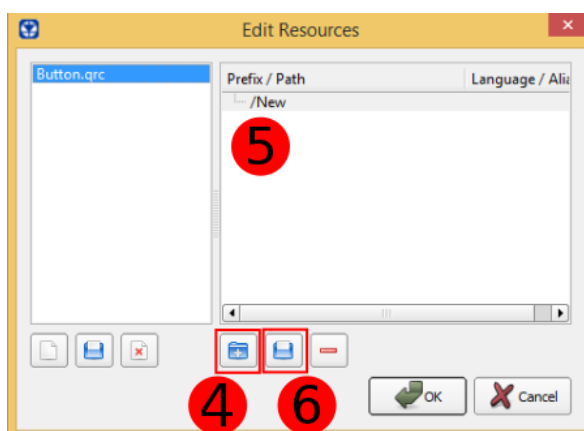 Edit Resources
Button.qrc
Prefix / Path
Language / Alia
/New
5
4
6
OK
Cancel